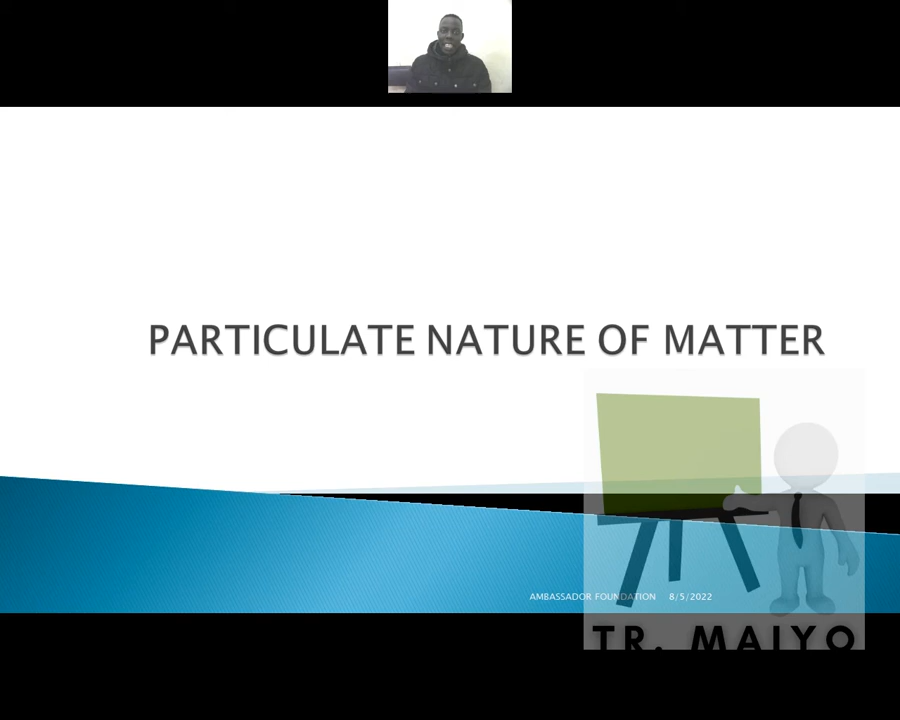 PARTICULATE NATURE OF MATTER
AMBASSADOR FOUNDATION 8/5/2022
TR. MAIYO